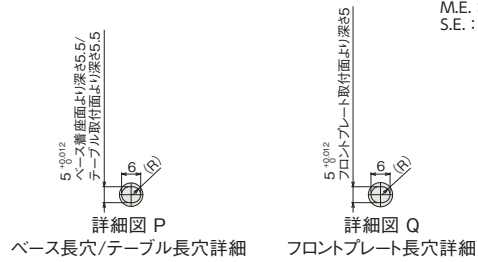 M.E.
S.E. :
5 +0.012 0
ベース着座面より深さ5.5/
テーブル取付面より深さ5.5
6
(R)
詳細図 P
ベース長穴/テーブル長穴詳細
5 +0.012 0
フロントプレート取付面より深さ5
6
(R)
詳細図 Q
フロントプレート長穴詳細